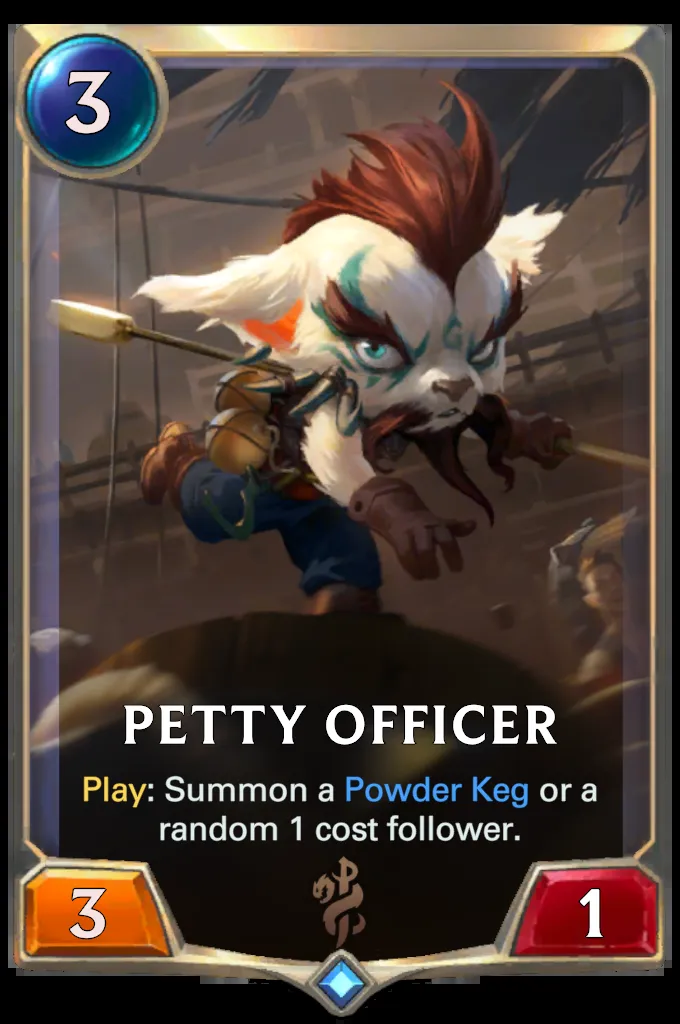 3
PETTY OFFICER
Play: Summon a Powder Keg or a
random 1 cost follower.
3
1